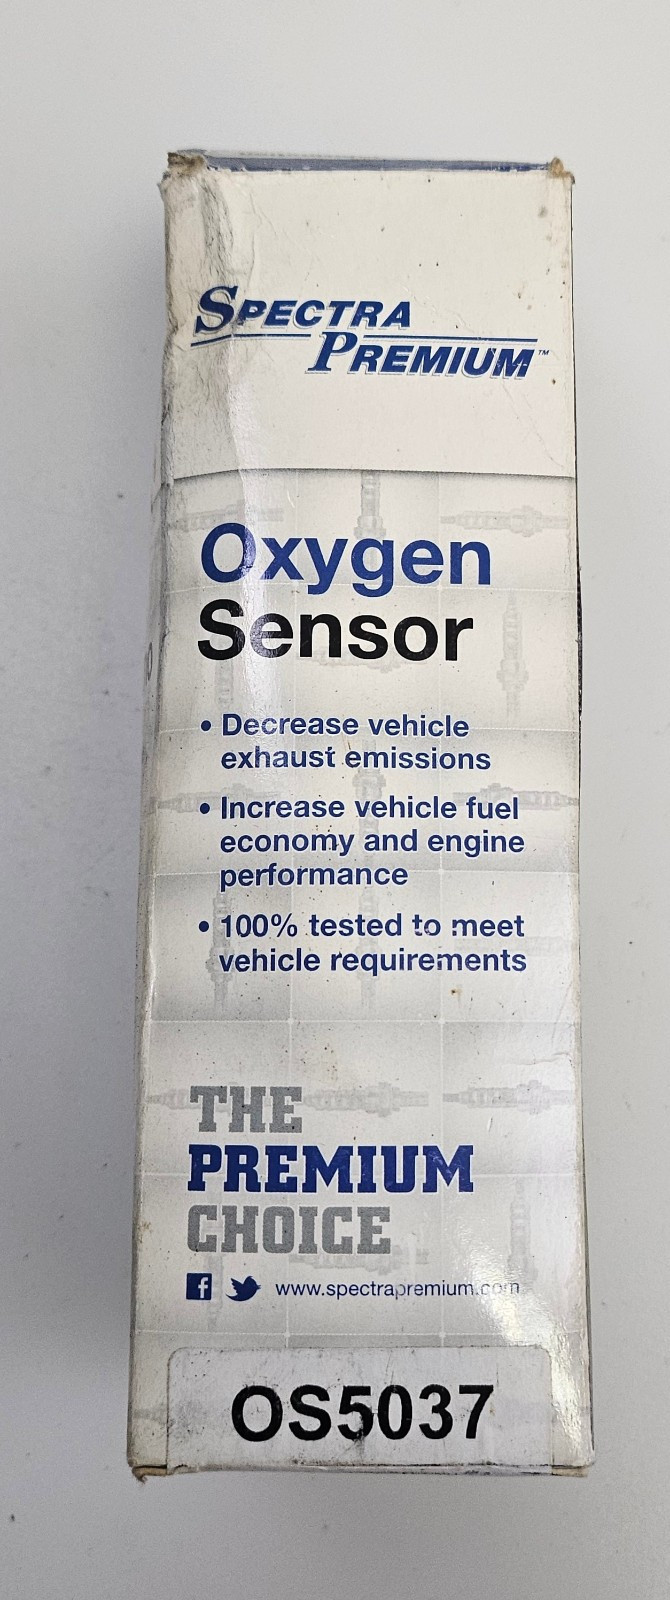 SPECTRA
PREMIUM™
Oxygen
Sensor
• Decrease vehicle
exhaust emissions
• Increase vehicle fuel
economy and engine
performance
• 100% tested to meet
vehicle requirements
THE
PREMIUM
CHOICE
f www.spectrapremium.com
OS5037